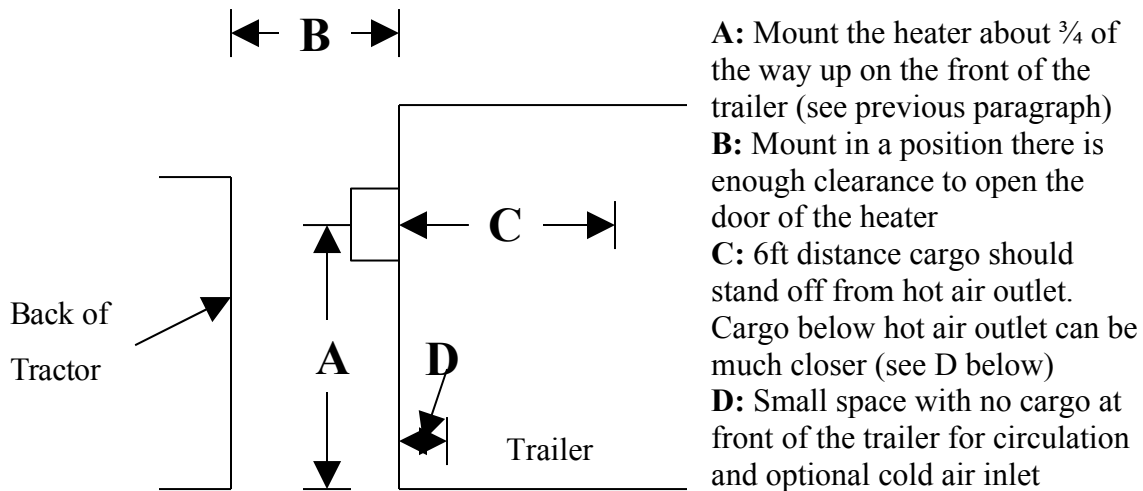 B
C
A
D
Back of
Tractor
Trailer
A: Mount the heater about ¾ of
the way up on the front of the
trailer (see previous paragraph)
B: Mount in a position there is
enough clearance to open the
door of the heater
C: 6ft distance cargo should
stand off from hot air outlet.
Cargo below hot air outlet can be
much closer (see D below)
D: Small space with no cargo at
front of the trailer for circulation
and optional cold air inlet